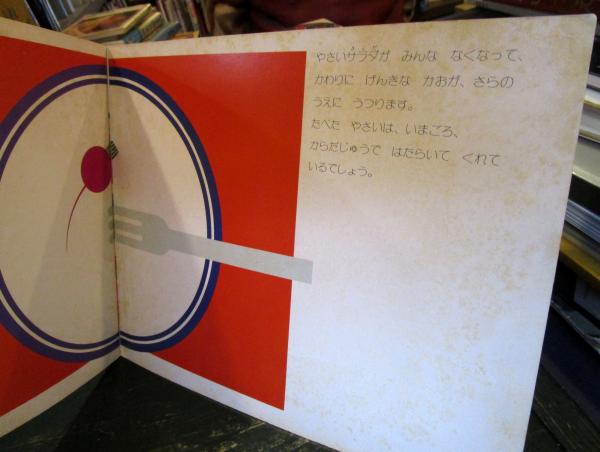 やさいサラダが　みんな　なくなって、
かわりに　げんきな　かおが、さらの
うえに　うつります。
たべた　やさいは、いまごろ、
からだじゅうで　はたらいて　くれて
いるでしょう。